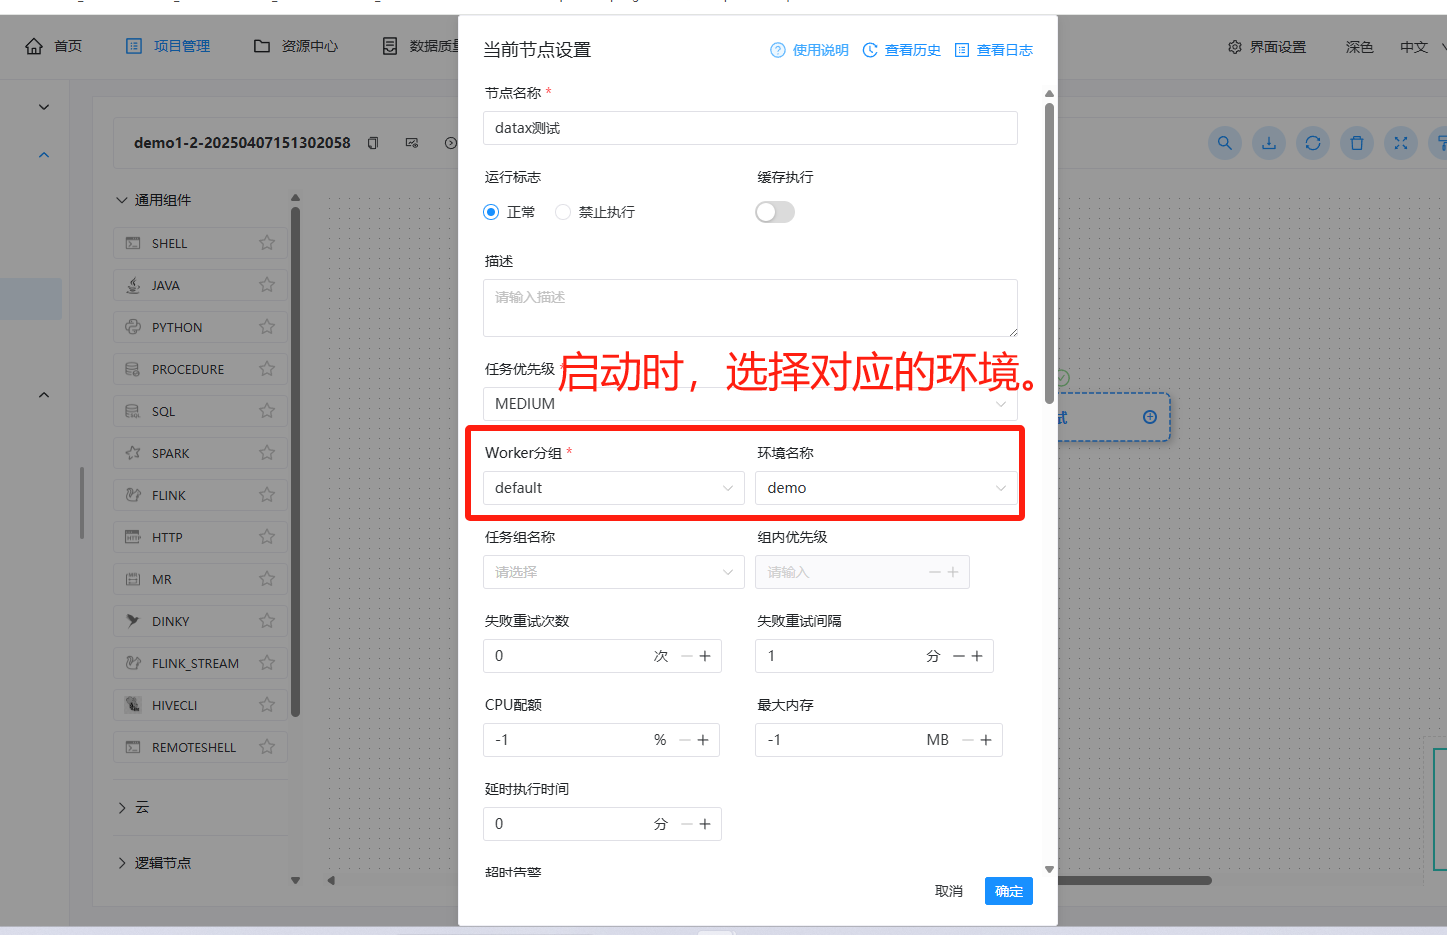 首页
项目管理
资源中心
数据质量
界面设置
深色
中文
demo1-2-20250407151302058
通用组件
SHELL
JAVA
PYTHON
PROCEDURE
SQL
SPARK
FLINK
HTTP
MR
DINKY
FLINK_STREAM
HIVECLI
REMOTESHELL
云
逻辑节点
当前节点设置
使用说明
查看历史
查看日志
节点名称 *
datax测试
运行标志
缓存执行
正常
禁止执行
描述
请输入描述
任务优先级 *
启动时，选择对应的环境。
MEDIUM
试
Worker分组 *
环境名称
default
demo
任务组名称
组内优先级
请选择
请输入
失败重试次数
失败重试间隔
0 次
1 分
CPU配额
最大内存
-1 %
-1 MB
延时执行时间
0 分
超时告警
取消
确定